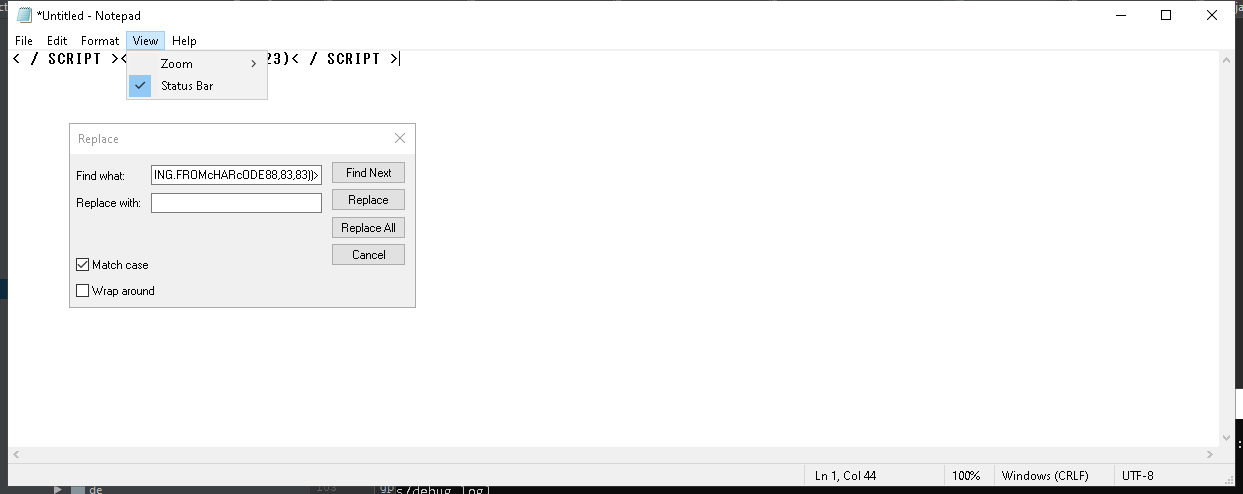 *Untitled - Notepad
File Edit Format View Help
< / SCRIPT >< 23)< / SCRIPT >
Zoom
Status Bar
Replace
Find what: ING.FROMcHARcODE88,83,83))> Find Next
Replace with: Replace
Replace All
Cancel
Match case
Wrap around
Ln 1, Col 44 100% Windows (CRLF) UTF-8
de